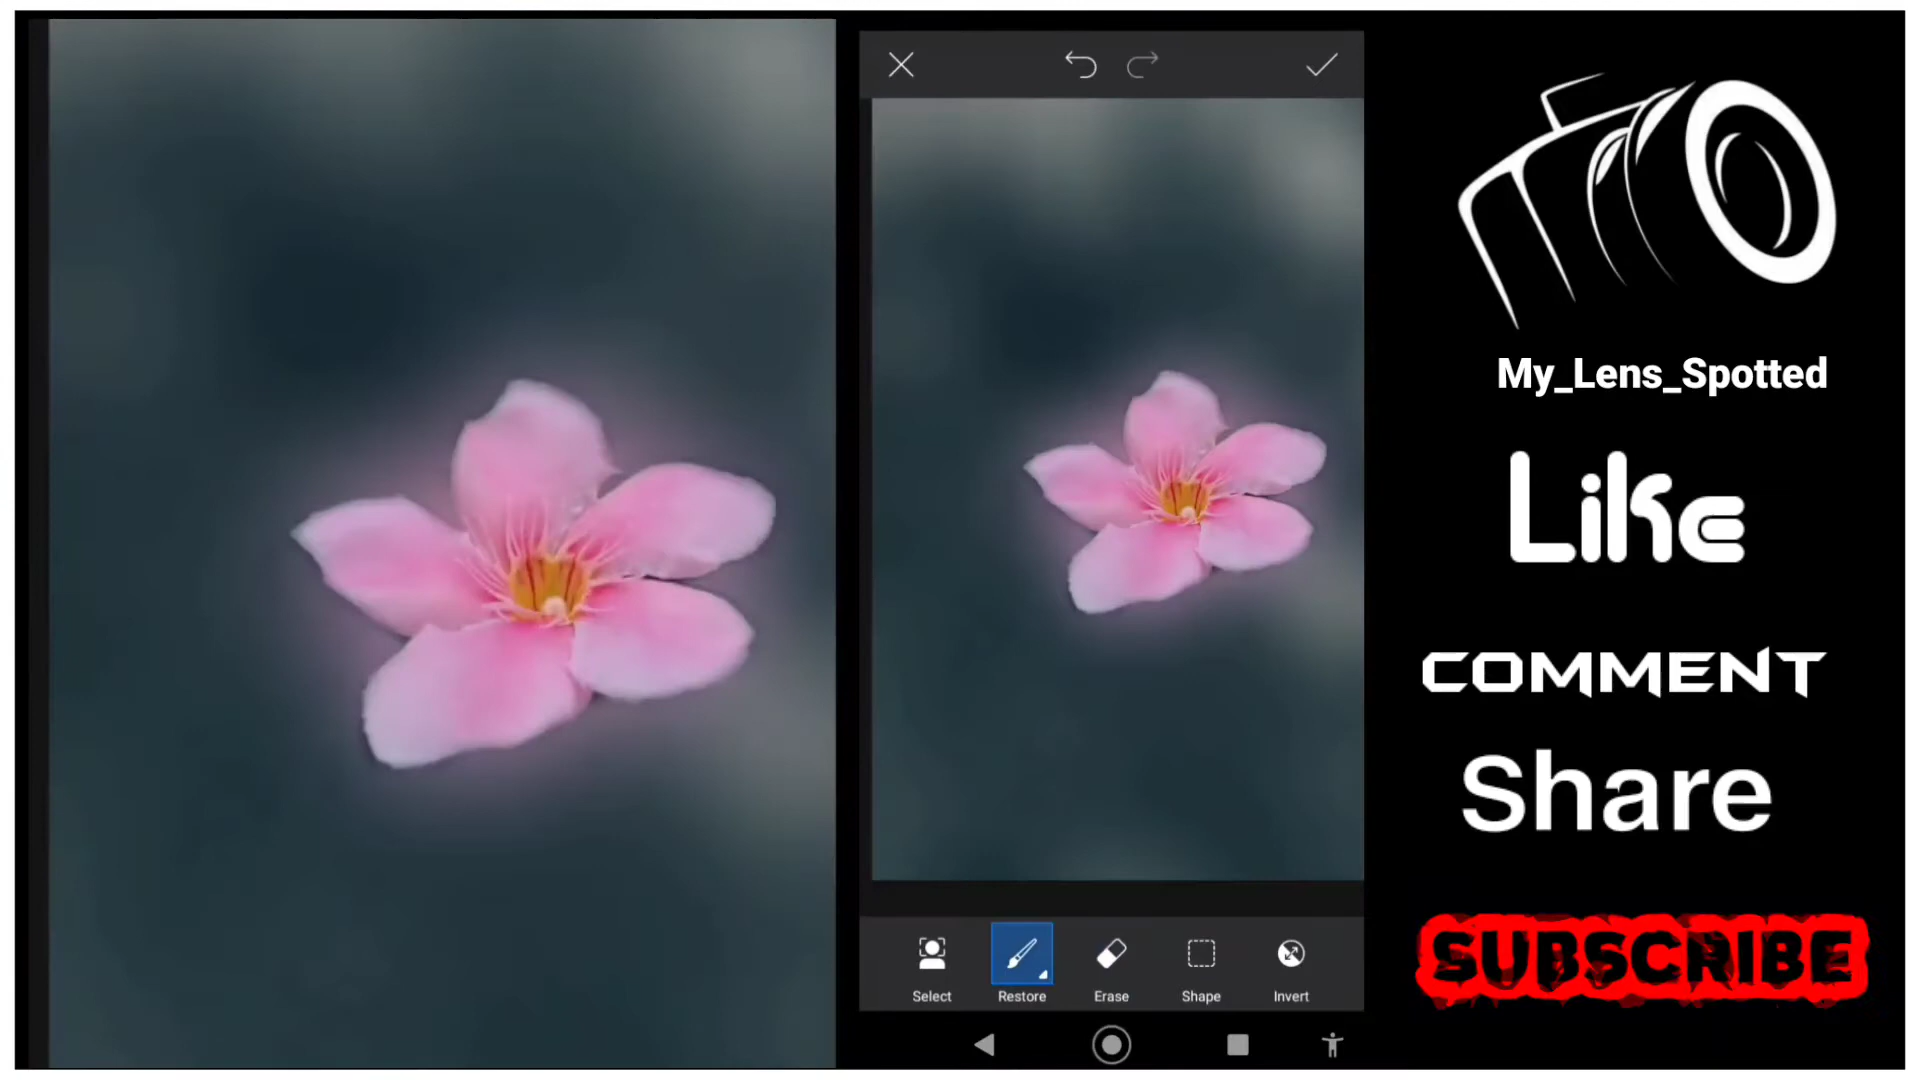 My_Lens_Spotted
Like
COMMENT
Share
SUBSCRIBE
Select
Restore
Erase
Shape
Invert